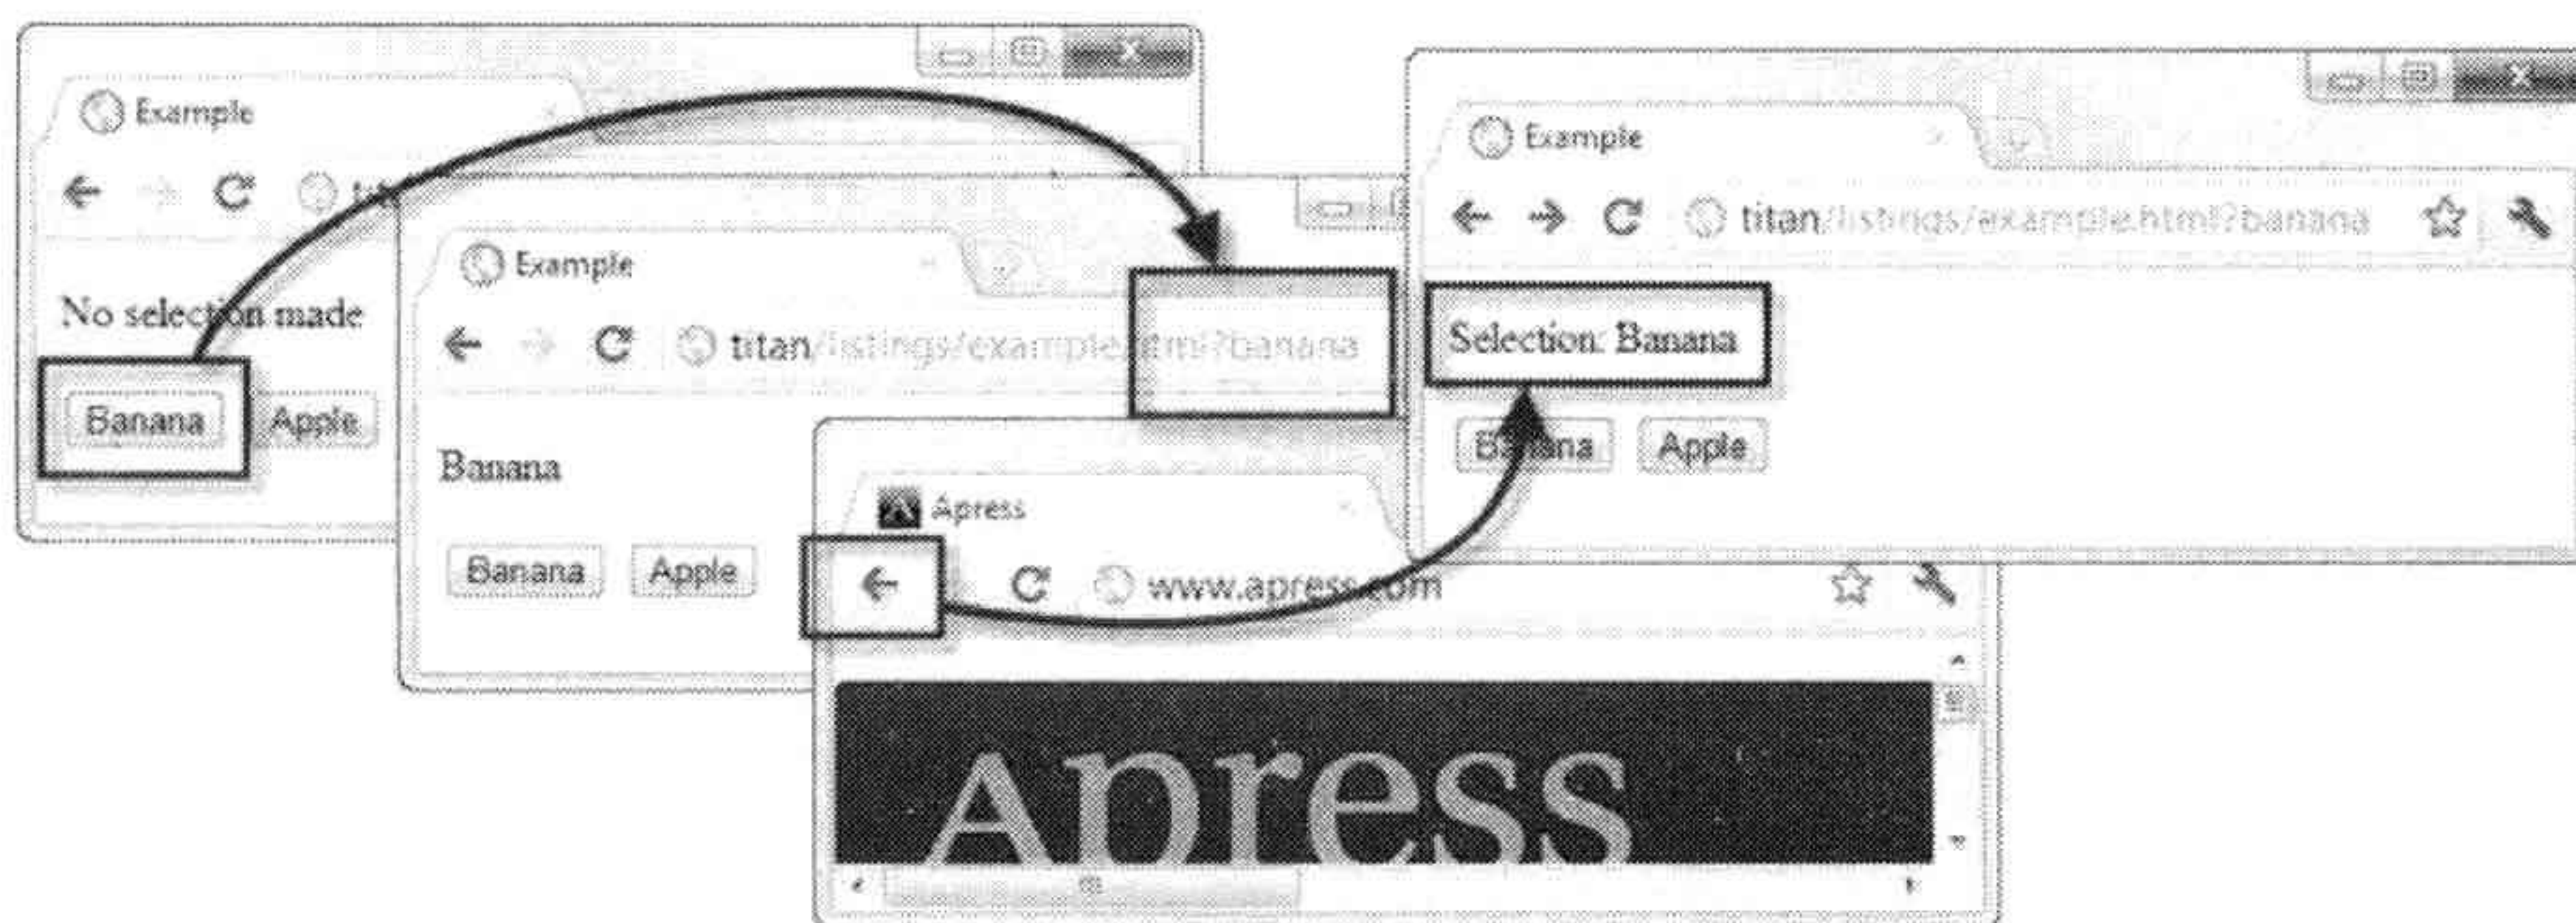 Example
No selection made
Banana Apple
Example
titan/listings/example.html?banana
Banana
Banana Apple
Apress
www.apress.com
Apress
Example
titan/listings/example.html?banana
Selection: Banana
Banana Apple